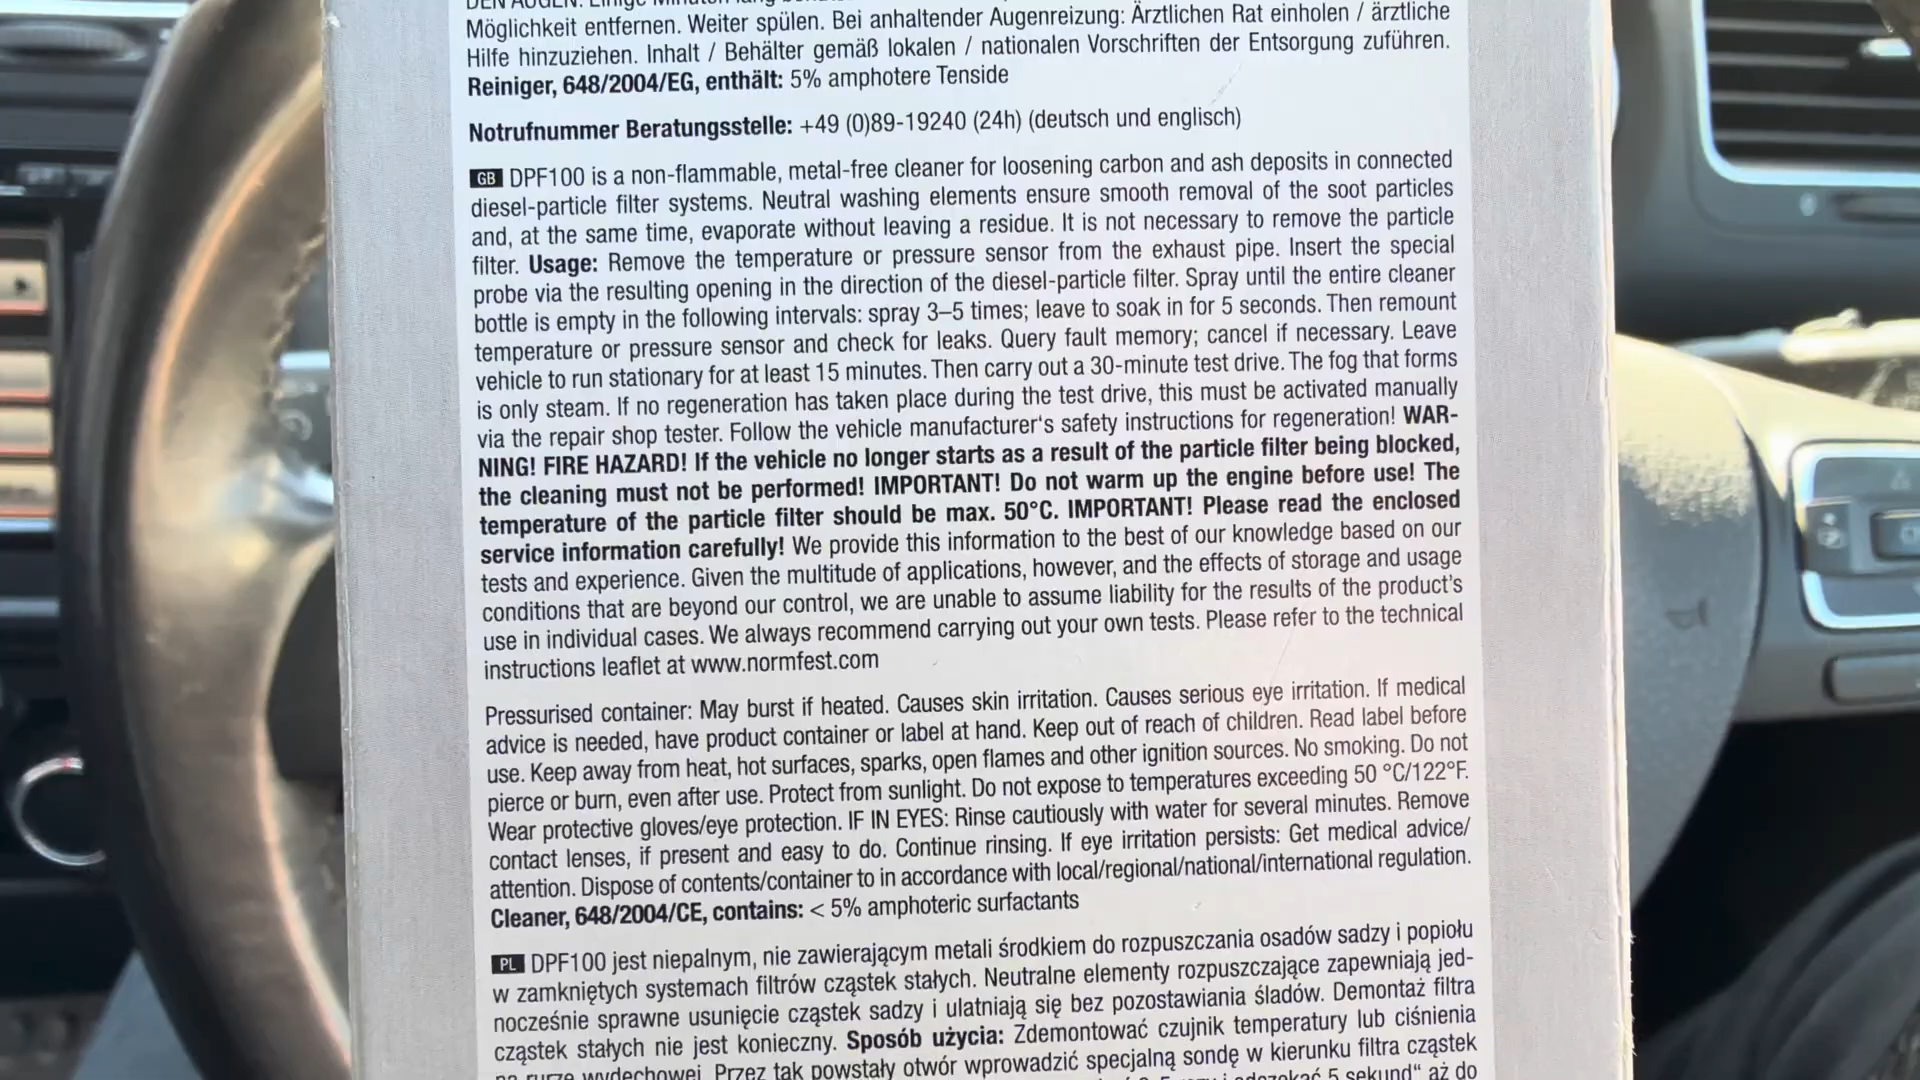 DEN AUGEN: Einige Minuten lang
Möglichkeit entfernen. Weiter spülen. Bei anhaltender Augenreizung: Ärztlichen Rat einholen / ärztliche
Hilfe hinzuziehen. Inhalt / Behälter gemäß lokalen / nationalen Vorschriften der Entsorgung zuführen.
Reiniger, 648/2004/EG, enthält: 5% amphotere Tenside
Notrufnummer Beratungsstelle: +49 (0)89-19240 (24h) (deutsch und englisch)
GB DPF100 is a non-flammable, metal-free cleaner for loosening carbon and ash deposits in connected
diesel-particle filter systems. Neutral washing elements ensure smooth removal of the soot particles
and, at the same time, evaporate without leaving a residue. It is not necessary to remove the particle
filter. Usage: Remove the temperature or pressure sensor from the exhaust pipe. Insert the special
probe via the resulting opening in the direction of the diesel-particle filter. Spray until the entire cleaner
bottle is empty in the following intervals: spray 3–5 times; leave to soak in for 5 seconds. Then remount
temperature or pressure sensor and check for leaks. Query fault memory; cancel if necessary. Leave
vehicle to run stationary for at least 15 minutes. Then carry out a 30-minute test drive. The fog that forms
is only steam. If no regeneration has taken place during the test drive, this must be activated manually
via the repair shop tester. Follow the vehicle manufacturer's safety instructions for regeneration! WAR-
NING! FIRE HAZARD! If the vehicle no longer starts as a result of the particle filter being blocked,
the cleaning must not be performed! IMPORTANT! Do not warm up the engine before use! The
temperature of the particle filter should be max. 50°C. IMPORTANT! Please read the enclosed
service information carefully! We provide this information to the best of our knowledge based on our
tests and experience. Given the multitude of applications, however, and the effects of storage and usage
conditions that are beyond our control, we are unable to assume liability for the results of the product's
use in individual cases. We always recommend carrying out your own tests. Please refer to the technical
instructions leaflet at www.normfest.com
Pressurised container: May burst if heated. Causes skin irritation. Causes serious eye irritation. If medical
advice is needed, have product container or label at hand. Keep out of reach of children. Read label before
use. Keep away from heat, hot surfaces, sparks, open flames and other ignition sources. No smoking. Do not
pierce or burn, even after use. Protect from sunlight. Do not expose to temperatures exceeding 50 °C/122°F.
Wear protective gloves/eye protection. IF IN EYES: Rinse cautiously with water for several minutes. Remove
contact lenses, if present and easy to do. Continue rinsing. If eye irritation persists: Get medical advice/
attention. Dispose of contents/container to in accordance with local/regional/national/international regulation.
Cleaner, 648/2004/CE, contains: < 5% amphoteric surfactants
PL DPF100 jest niepalnym, nie zawierającym metali środkiem do rozpuszczania osadów sadzy i popiołu
w zamkniętych systemach filtrów cząstek stałych. Neutralne elementy rozpuszczające zapewniają jed-
nocześnie sprawne usunięcie cząstek sadzy i ulatniają się bez pozostawiania śladów. Demontaż filtra
cząstek stałych nie jest konieczny. Sposób użycia: Zdemontować czujnik temperatury lub ciśnienia
na rurze wydechowej. Przez tak powstały otwór wprowadzić specjalną sondę w kierunku filtra cząstek
5 sekund“ aż do